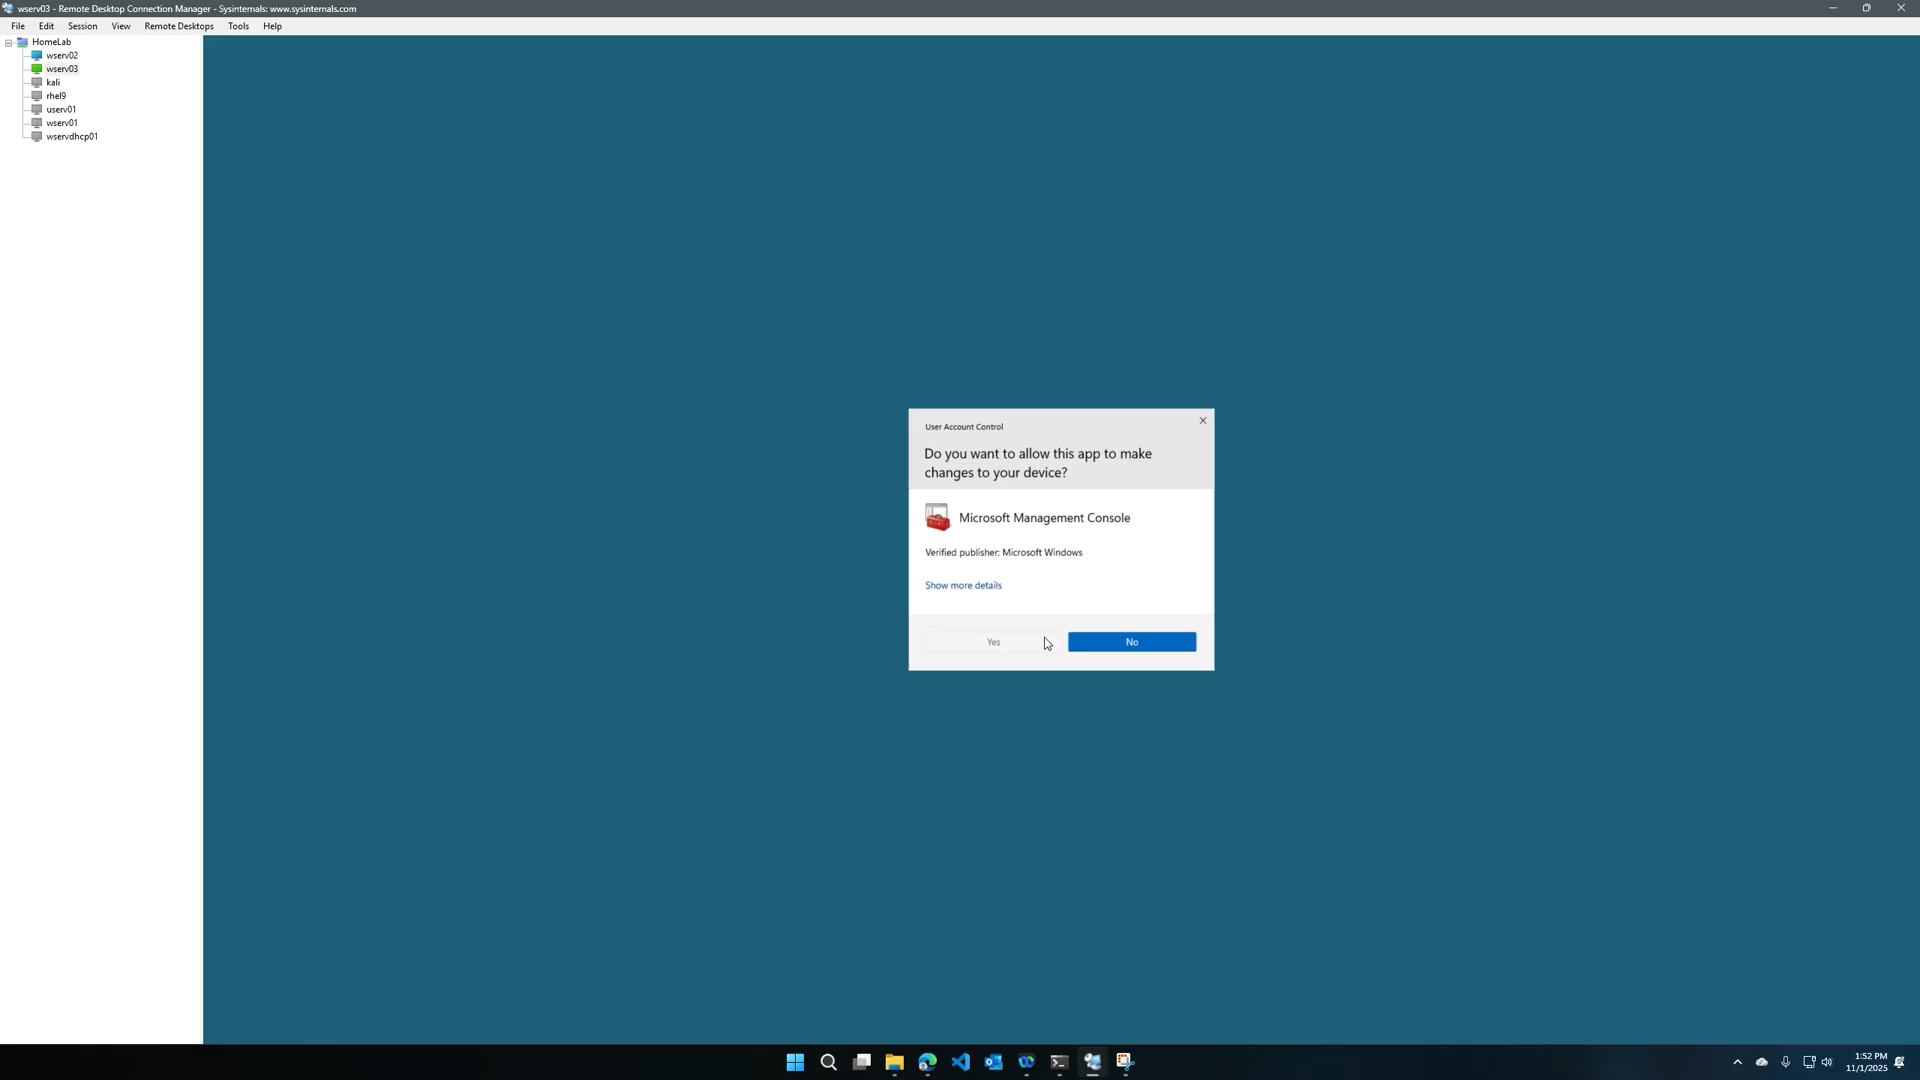 wserv03 - Remote Desktop Connection Manager - Sysinternals: www.sysinternals.com
File Edit Session View Remote Desktops Tools Help
HomeLab
wserv02
wserv03
kali
rhel9
userv01
wserv01
wservdhcp01
User Account Control
Do you want to allow this app to make
changes to your device?
Microsoft Management Console
Verified publisher: Microsoft Windows
Show more details
Yes No
1:52 PM
11/1/2025